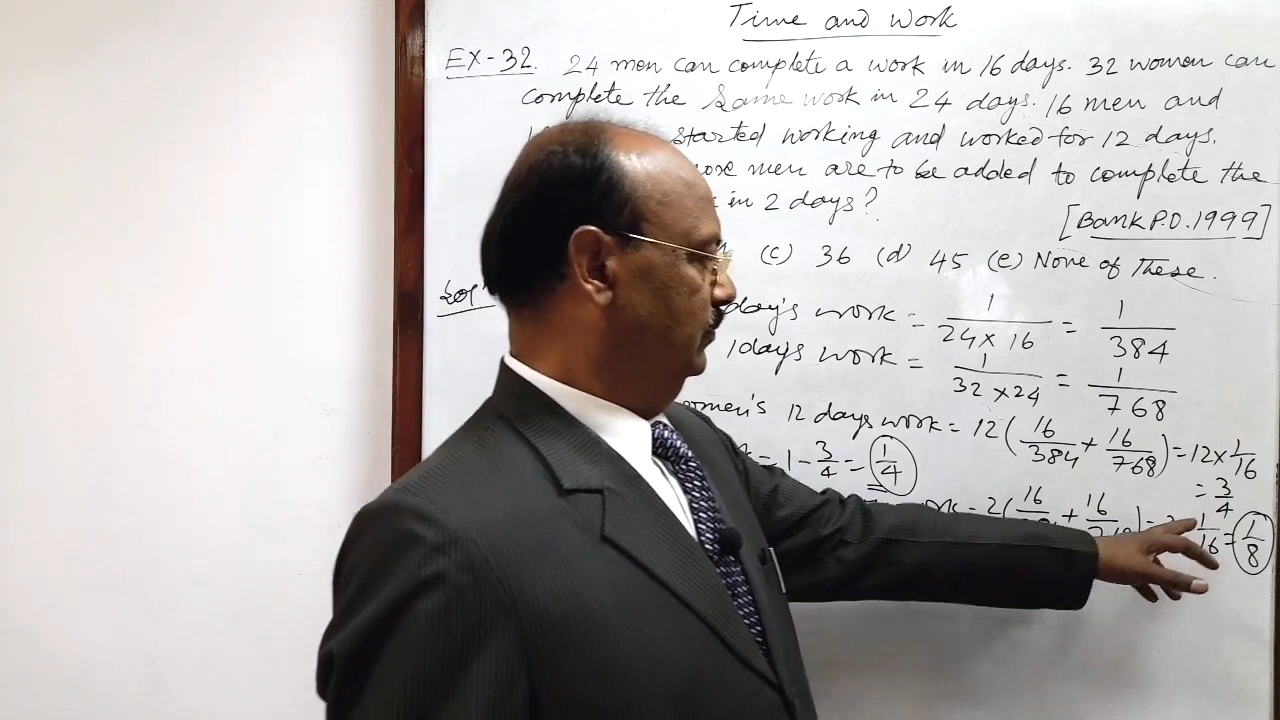 Time and Work
EX-32. 24 men can complete a work in 16 days. 32 women can
complete the same work in 24 days. 16 men and
started working and worked for 12 days.
more men are to be added to complete the
in 2 days?
[Bank P.O. 1999]
(c) 36 (d) 45 (e) None of These.
Solⁿ
day's work = 1/(24×16) = 1/384
1 days work = 1/(32×24) = 1/768
women's 12 days work = 12(16/384 + 16/768) = 12×1/16
= 1 - 3/4 = 1/4
= 3/4
work = 2(16/ + 16/ ) = 1/16 = 1/8